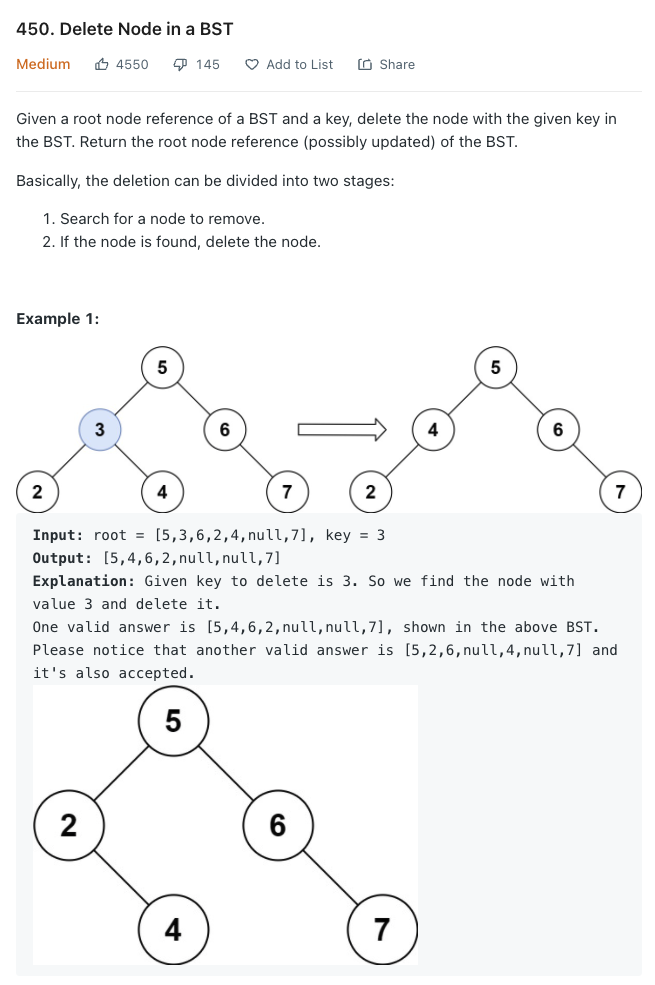 450. Delete Node in a BST
Medium 4550 145 Add to List Share
Given a root node reference of a BST and a key, delete the node with the given key in
the BST. Return the root node reference (possibly updated) of the BST.
Basically, the deletion can be divided into two stages:
1. Search for a node to remove.
2. If the node is found, delete the node.
Example 1:
5 5
3 6 4 6
2 4 7 2 7
Input: root = [5,3,6,2,4,null,7], key = 3
Output: [5,4,6,2,null,null,7]
Explanation: Given key to delete is 3. So we find the node with
value 3 and delete it.
One valid answer is [5,4,6,2,null,null,7], shown in the above BST.
Please notice that another valid answer is [5,2,6,null,4,null,7] and
it's also accepted.
5
2 6
4 7